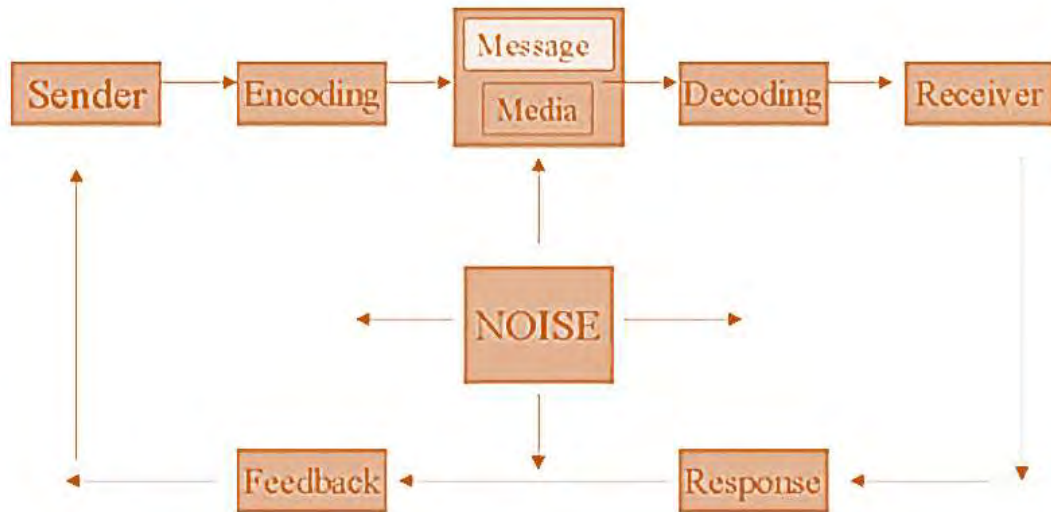 Message
Sender
Encoding
Decoding
Receiver
Media
NOISE
Feedback
Response